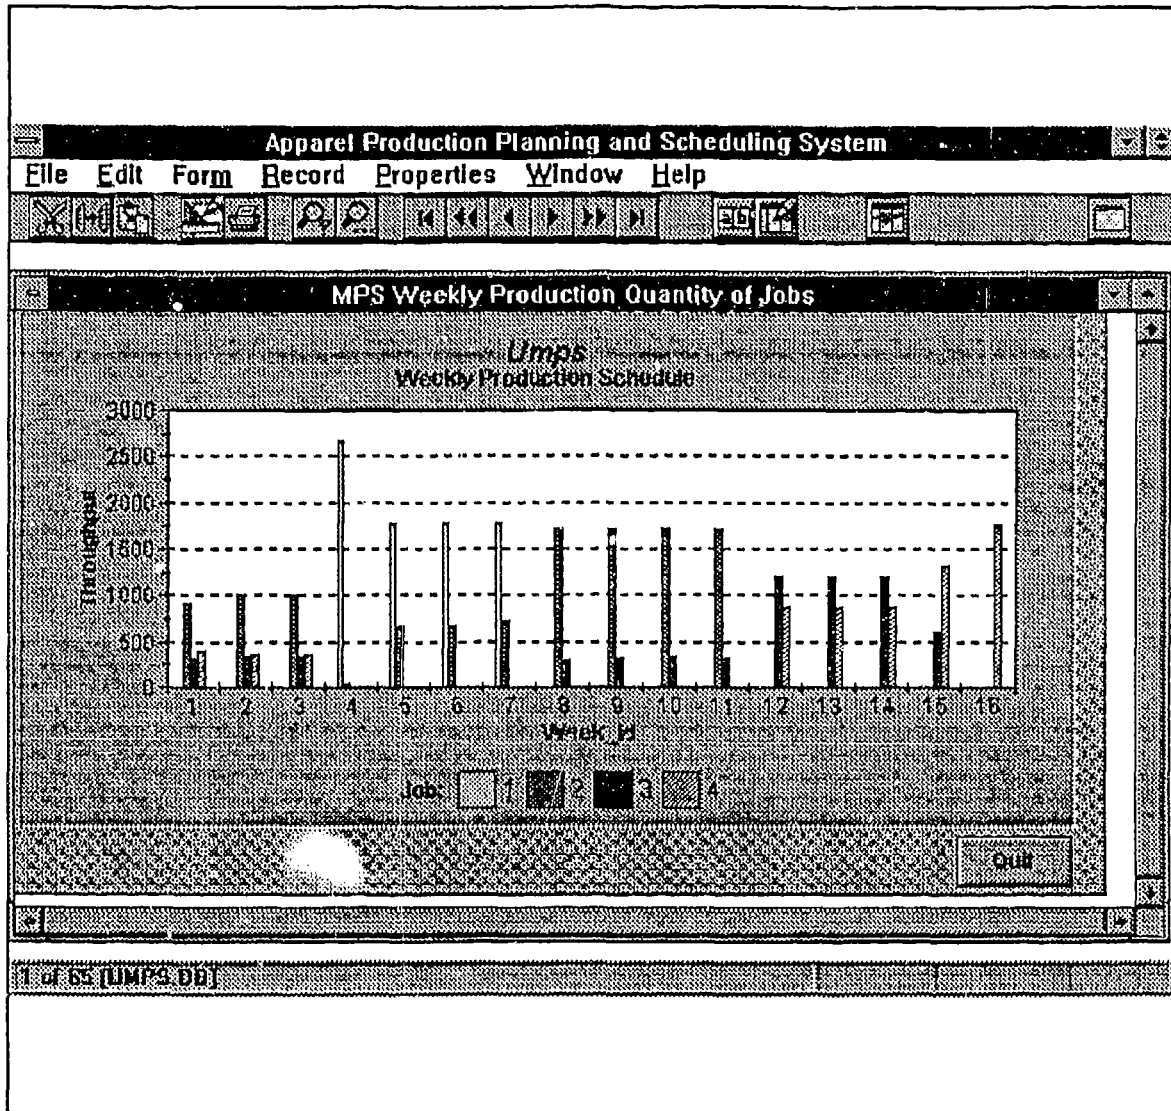 Apparel Production Planning and Scheduling System
File Edit Form Record Properties Window Help
MPS Weekly Production Quantity of Jobs
Umps
Weekly Production Schedule
3000
2500
2000
1500
1000
500
0
Throughput
1 2 3 4 5 6 7 8 9 10 11 12 13 14 15 16
Week_id
Job: 1 2 3 4
Quit
1 of 65 [UMPS.DB]